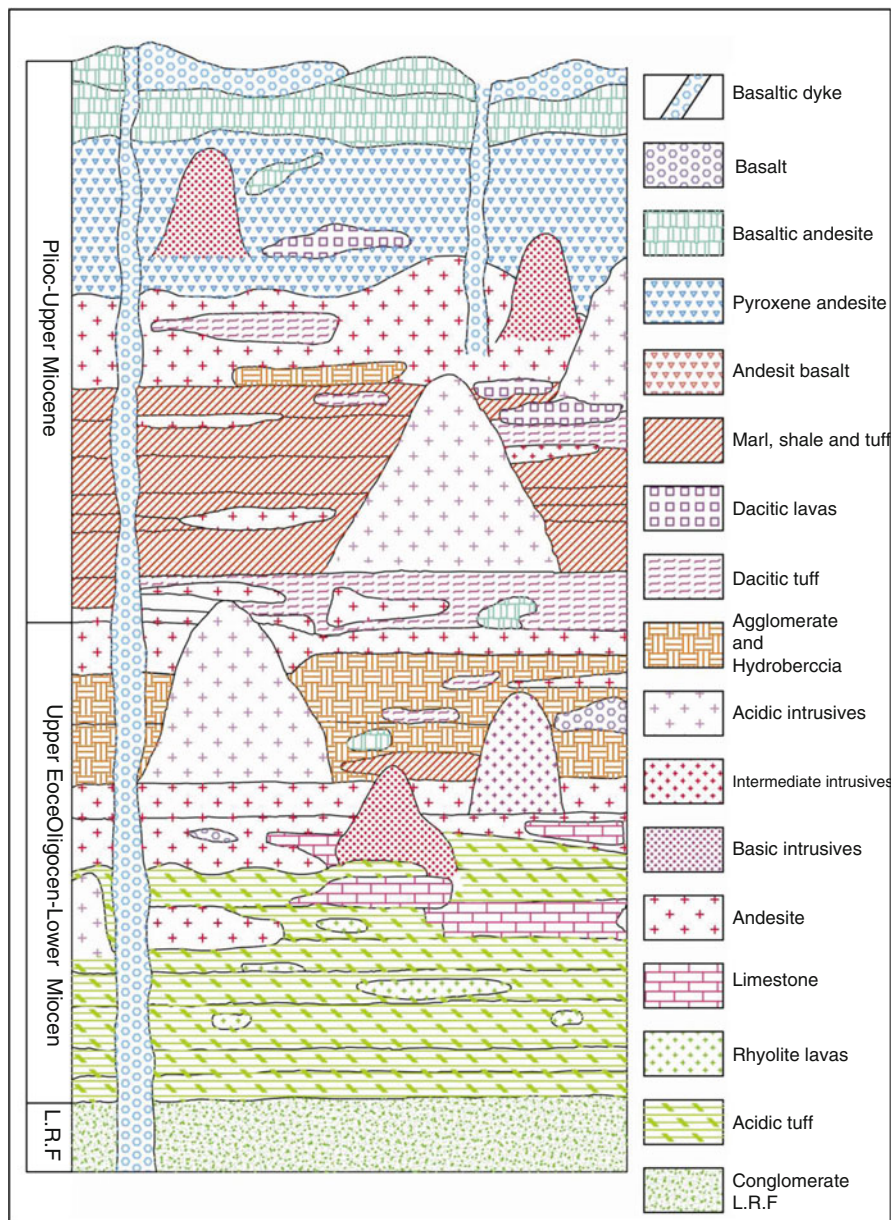 Plioc-Upper Miocene
Upper EoceOligocen-Lower Miocen
L.R.F
Basaltic dyke
Basalt
Basaltic andesite
Pyroxene andesite
Andesit basalt
Marl, shale and tuff
Dacitic lavas
Dacitic tuff
Agglomerate
and
Hydroberccia
Acidic intrusives
Intermediate intrusives
Basic intrusives
Andesite
Limestone
Rhyolite lavas
Acidic tuff
Conglomerate
L.R.F